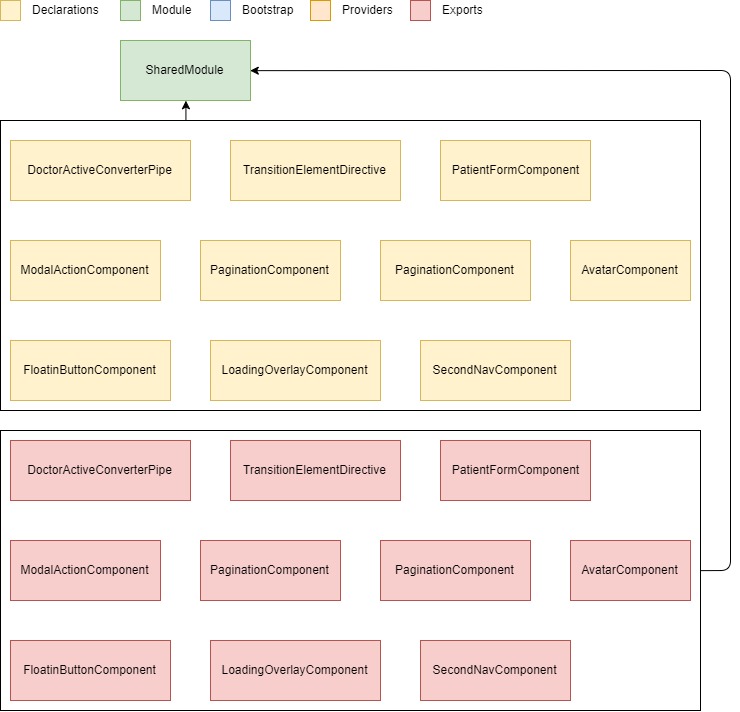 Declarations Module Bootstrap Providers Exports
SharedModule
DoctorActiveConverterPipe TransitionElementDirective PatientFormComponent
ModalActionComponent PaginationComponent PaginationComponent AvatarComponent
FloatinButtonComponent LoadingOverlayComponent SecondNavComponent
DoctorActiveConverterPipe TransitionElementDirective PatientFormComponent
ModalActionComponent PaginationComponent PaginationComponent AvatarComponent
FloatinButtonComponent LoadingOverlayComponent SecondNavComponent